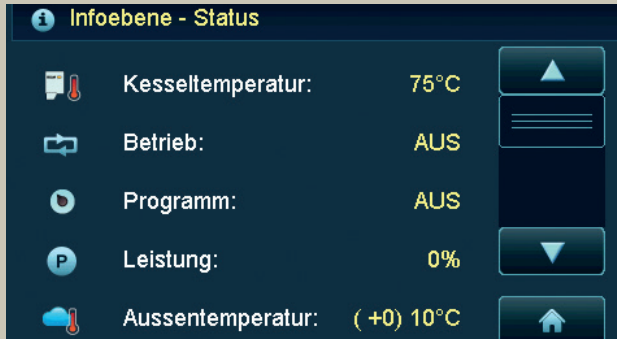 Infoebene - Status
Kesseltemperatur: 75°C
Betrieb: AUS
Programm: AUS
P Leistung: 0%
Aussentemperatur: ( +0) 10°C